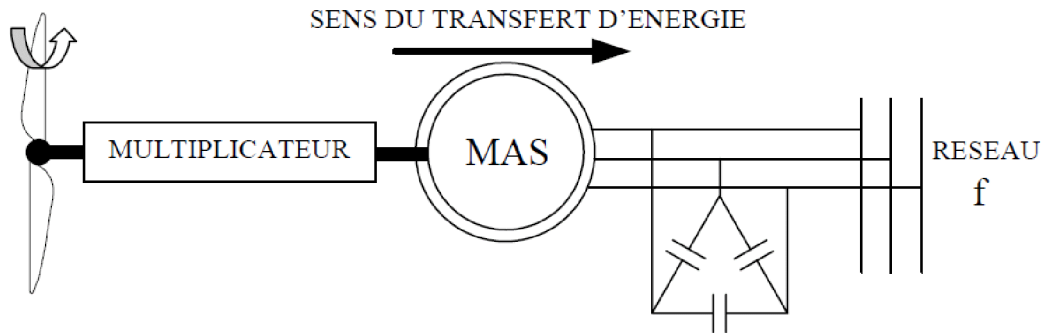 SENS DU TRANSFERT D'ENERGIE
MULTIPLICATEUR
MAS
RESEAU
f